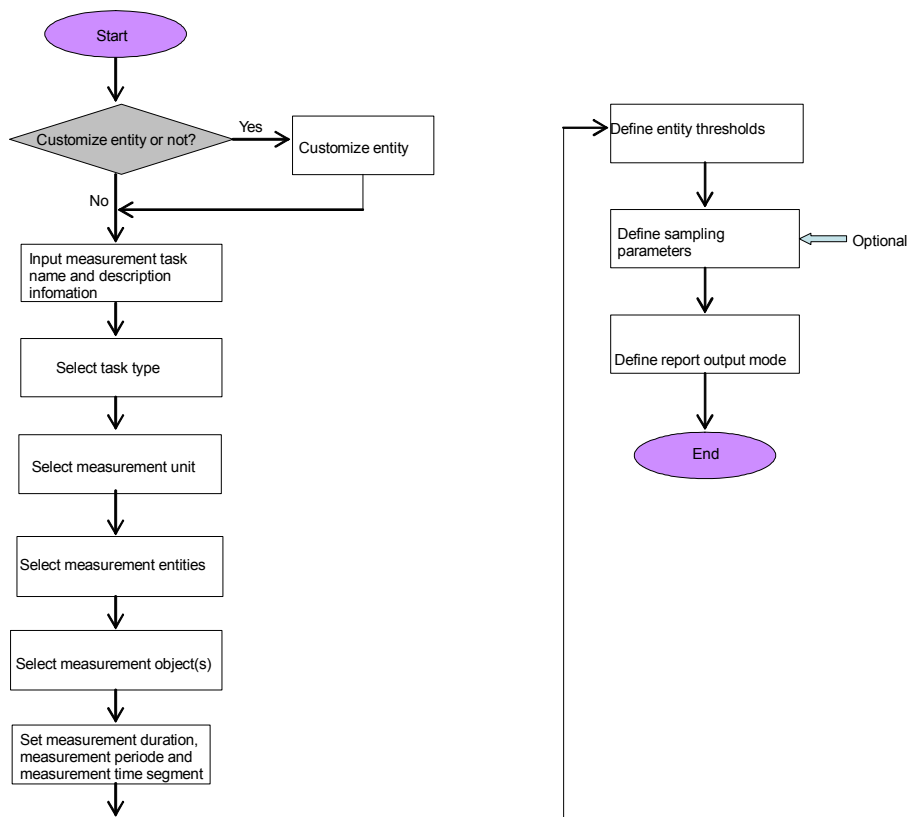 Start
Customize entity or not?
Yes
Customize entity
No
Input measurement task
name and description
infomation
Select task type
Select measurement unit
Select measurement entities
Select measurement object(s)
Set measurement duration,
measurement periode and
measurement time segment
Define entity thresholds
Define sampling
parameters
Optional
Define report output mode
End